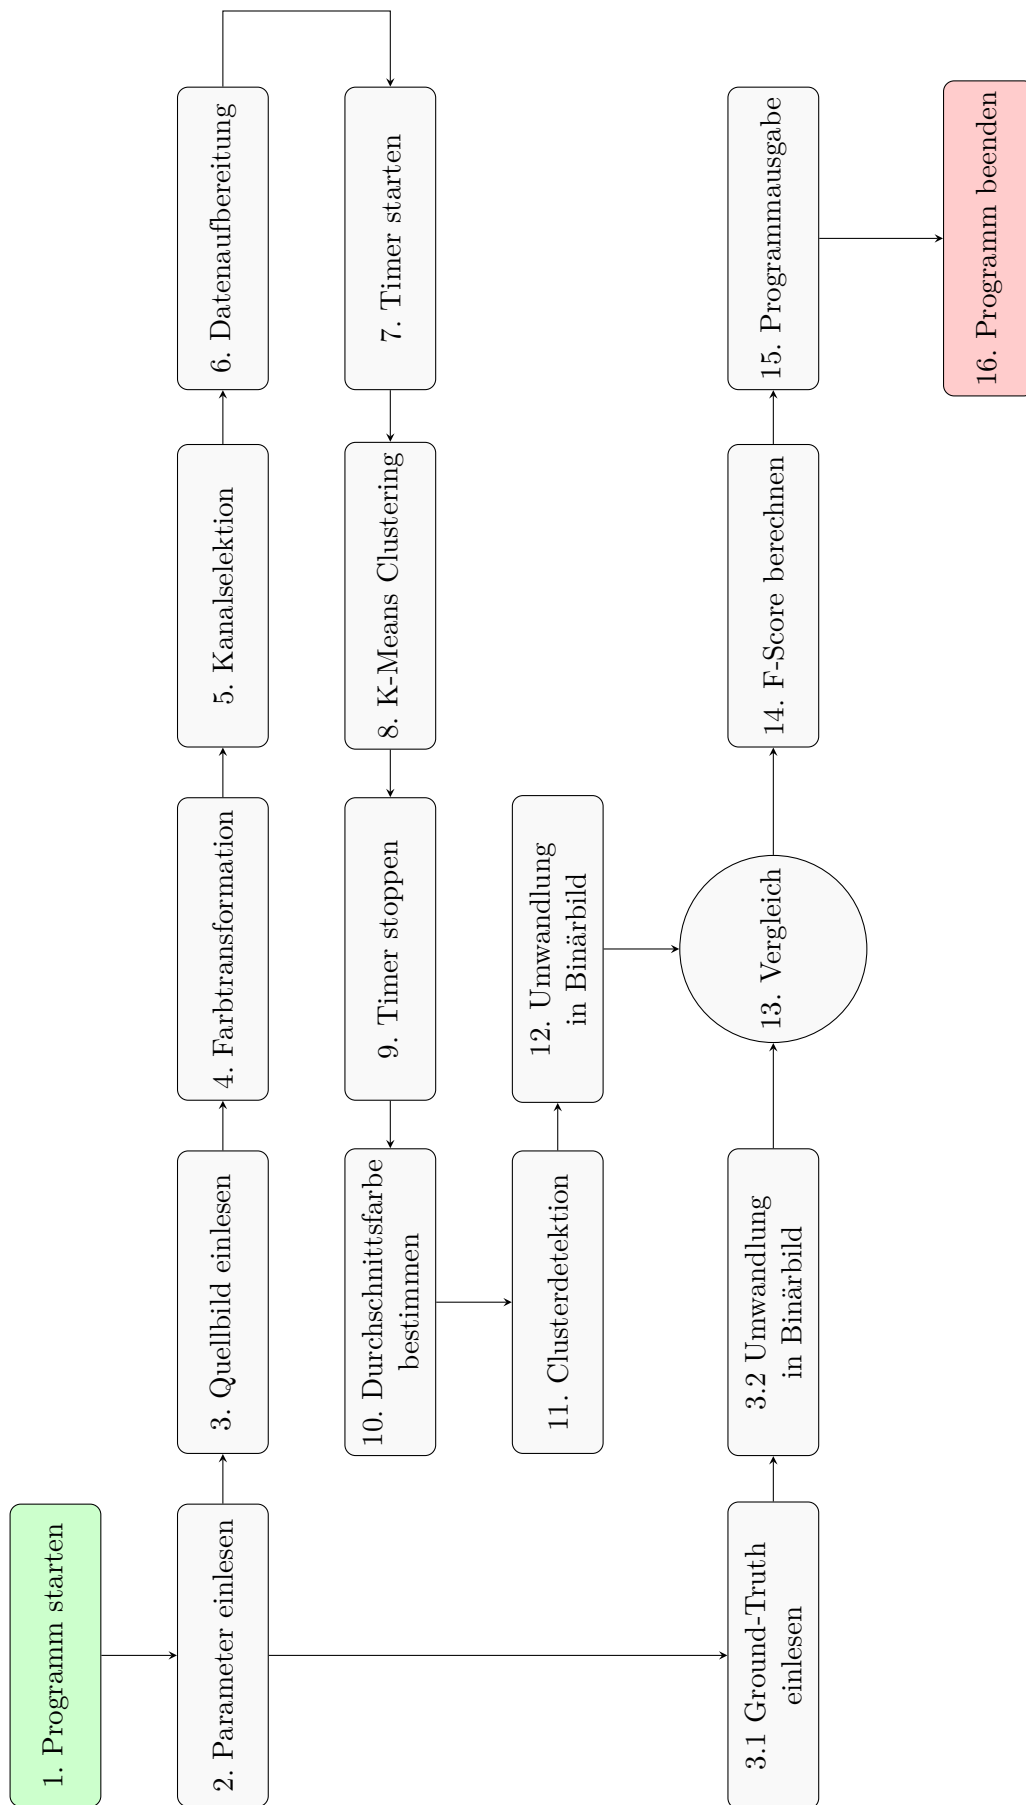 1. Programm starten
2. Parameter einlesen
3. Quellbild einlesen
4. Farbtransformation
5. Kanalselektion
6. Datenaufbereitung
7. Timer starten
8. K-Means Clustering
9. Timer stoppen
10. Durchschnittsfarbe
bestimmen
11. Clusterdetektion
12. Umwandlung
in Binärbild
3.1 Ground-Truth
einlesen
3.2 Umwandlung
in Binärbild
13. Vergleich
14. F-Score berechnen
15. Programmausgabe
16. Programm beenden